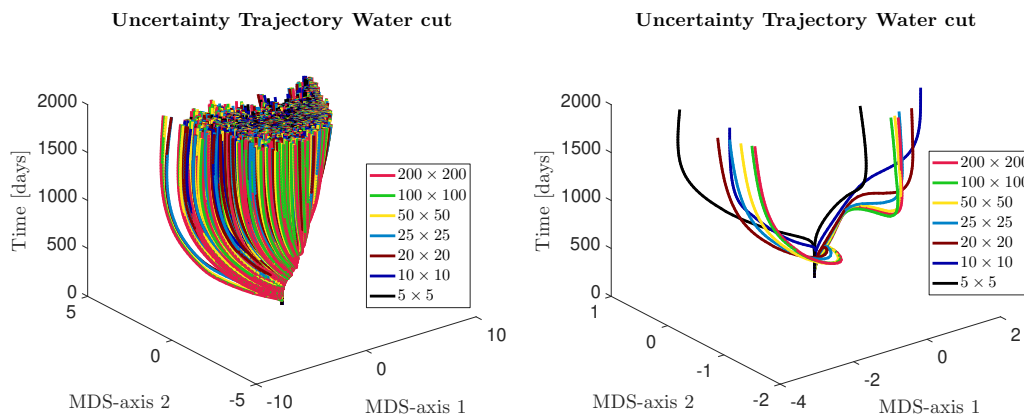 Uncertainty Trajectory Water cut
Time [days]
2000
1500
1000
500
0
5
0
-5
MDS-axis 2
-10
0
10
MDS-axis 1
200 × 200
100 × 100
50 × 50
25 × 25
20 × 20
10 × 10
5 × 5
Uncertainty Trajectory Water cut
Time [days]
2000
1500
1000
500
0
1
0
-1
-2
MDS-axis 2
-4
-2
0
2
MDS-axis 1
200 × 200
100 × 100
50 × 50
25 × 25
20 × 20
10 × 10
5 × 5